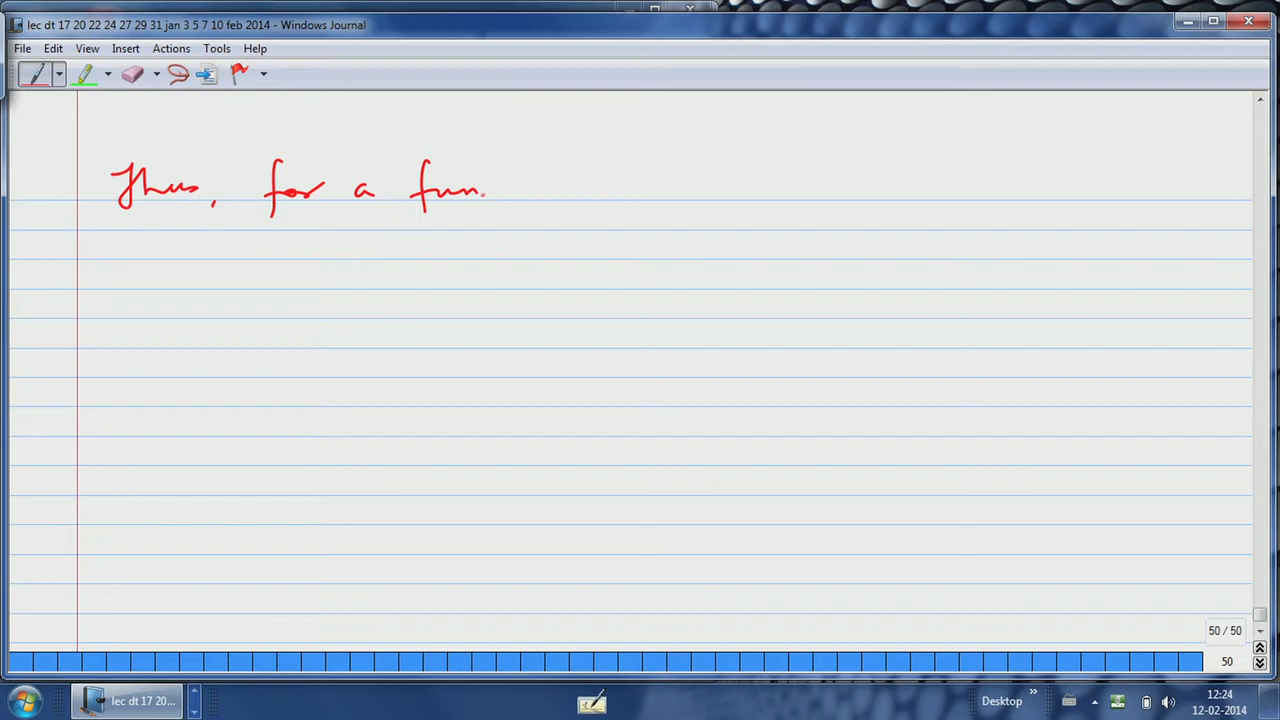 lec dt 17 20 22 24 27 29 31 jan 3 5 7 10 feb 2014 - Windows Journal
File Edit View Insert Actions Tools Help
Thus, for a fun
50 / 50
50
lec dt 17 20...
Desktop
12:24
12-02-2014